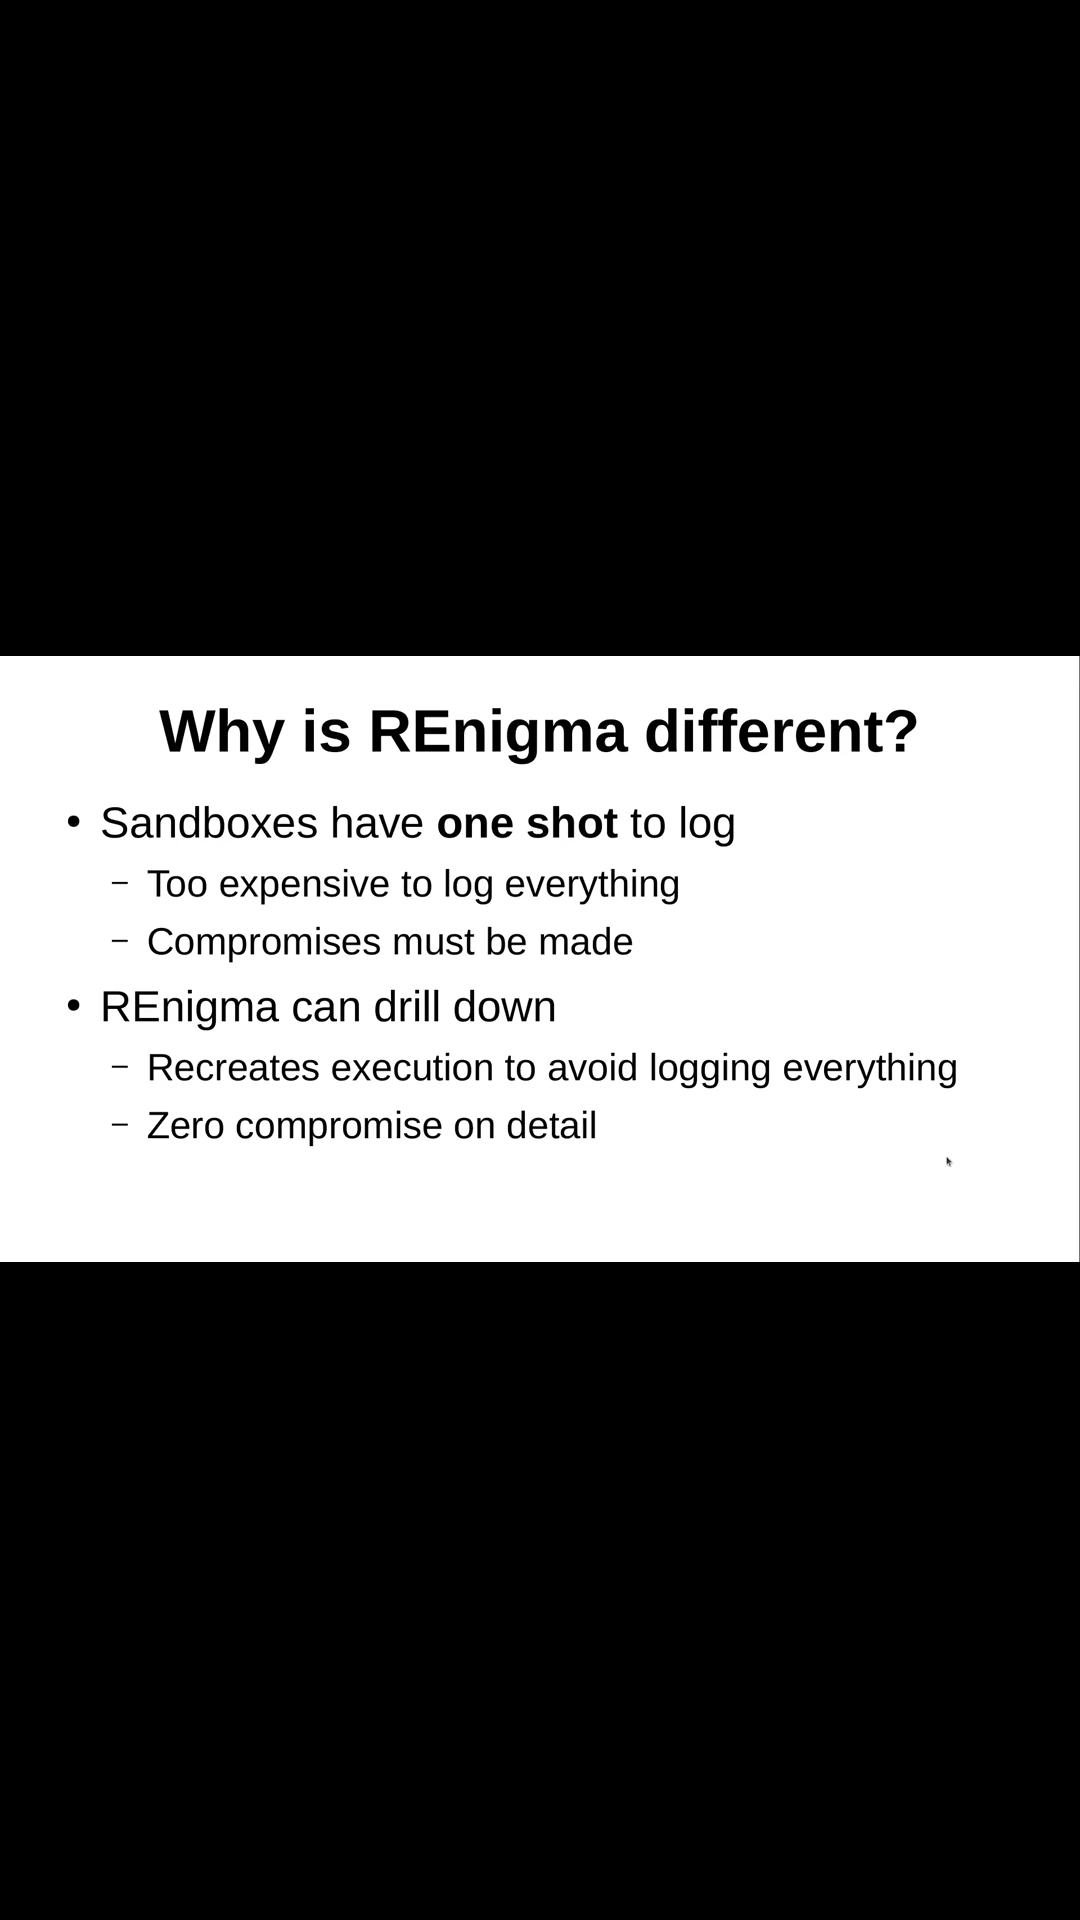 Why is REnigma different?
• Sandboxes have one shot to log
– Too expensive to log everything
– Compromises must be made
• REnigma can drill down
– Recreates execution to avoid logging everything
– Zero compromise on detail